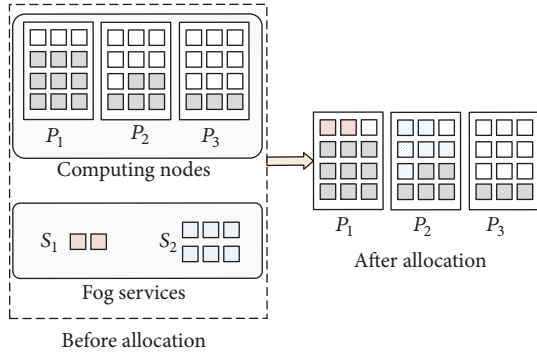 P1 P2 P3
Computing nodes
S1 S2
Fog services
Before allocation
P1 P2 P3
After allocation